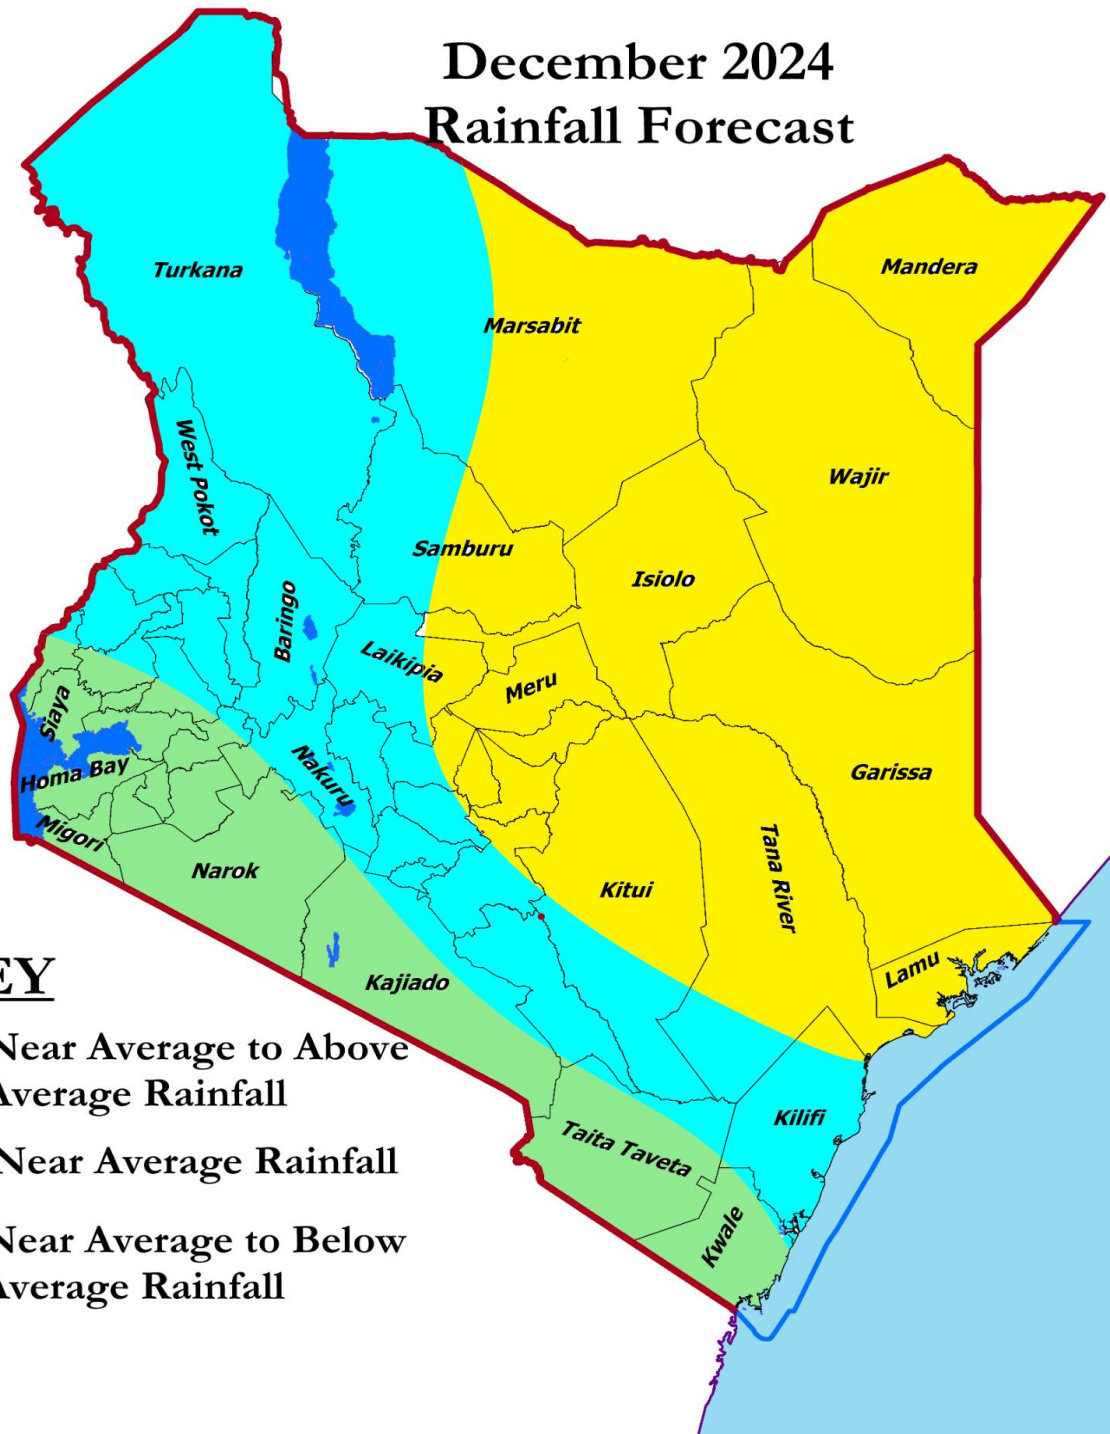 December 2024
Rainfall Forecast
Turkana
Mandera
Marsabit
West Pokot
Wajir
Samburu
Isiolo
Baringo
Laikipia
Meru
Siaya
Nakuru
Homa Bay
Garissa
Migori
Narok
Tana River
Kitui
Lamu
Kajiado
EY
Near Average to Above
Average Rainfall
Near Average Rainfall
Near Average to Below
Average Rainfall
Kilifi
Taita Taveta
Kwale